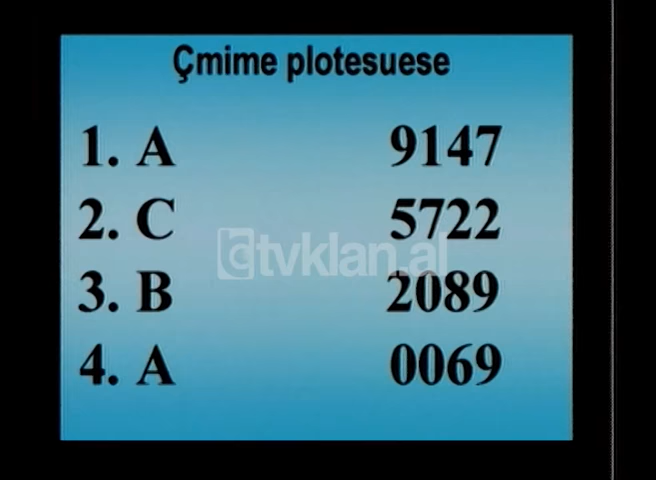 Çmime plotesuese
1. A 9147
2. C 5722
tvklan.al
3. B 2089
4. A 0069